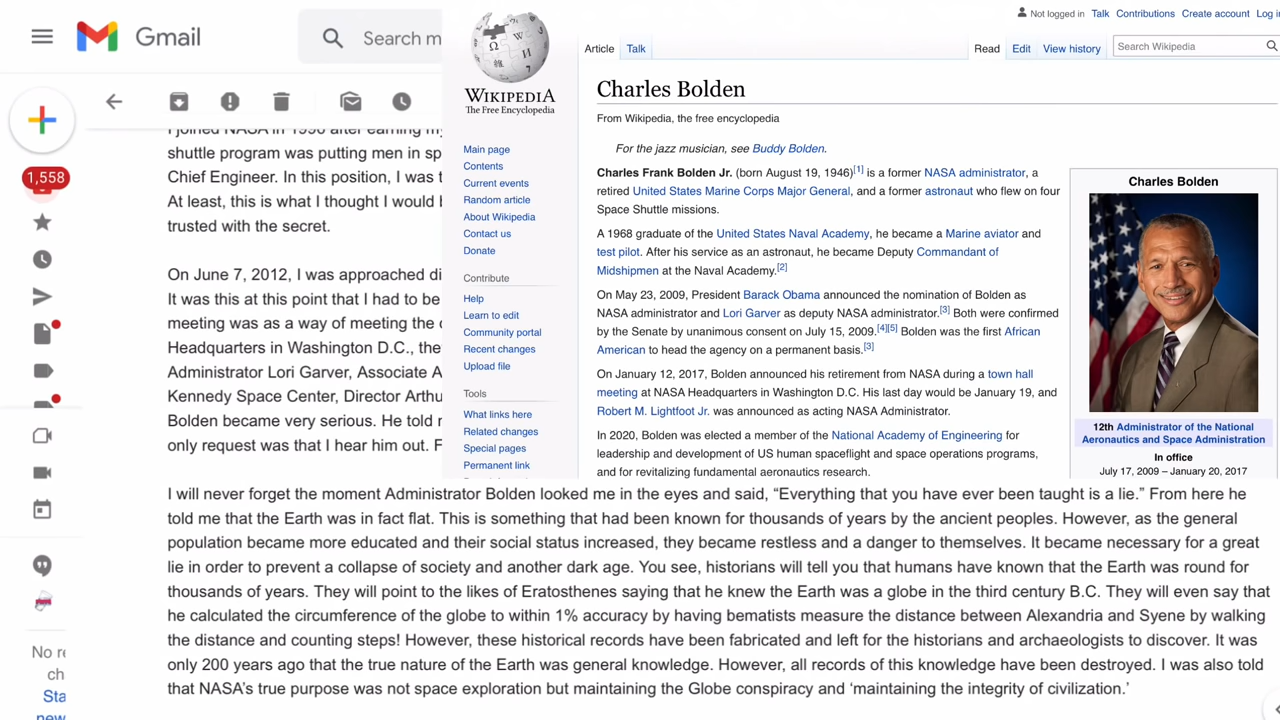 Gmail
Search m
1,558
I joined NASA in 1996 after earning my
shuttle program was putting men in sp
Chief Engineer. In this position, I was t
At least, this is what I thought I would b
trusted with the secret.
On June 7, 2012, I was approached di
It was this at this point that I had to be
meeting was as a way of meeting the c
Headquarters in Washington D.C., the
Administrator Lori Garver, Associate A
Kennedy Space Center, Director Arthu
Bolden became very serious. He told
only request was that I hear him out. F
I will never forget the moment Administrator Bolden looked me in the eyes and said, “Everything that you have ever been taught is a lie.” From here he
told me that the Earth was in fact flat. This is something that had been known for thousands of years by the ancient peoples. However, as the general
population became more educated and their social status increased, they became restless and a danger to themselves. It became necessary for a great
lie in order to prevent a collapse of society and another dark age. You see, historians will tell you that humans have known that the Earth was round for
thousands of years. They will point to the likes of Eratosthenes saying that he knew the Earth was a globe in the third century B.C. They will even say that
he calculated the circumference of the globe to within 1% accuracy by having bematists measure the distance between Alexandria and Syene by walking
the distance and counting steps! However, these historical records have been fabricated and left for the historians and archaeologists to discover. It was
only 200 years ago that the true nature of the Earth was general knowledge. However, all records of this knowledge have been destroyed. I was also told
that NASA’s true purpose was not space exploration but maintaining the Globe conspiracy and ‘maintaining the integrity of civilization.’
No re
ch
Sta
new
WIKIPEDIA
The Free Encyclopedia
Main page
Contents
Current events
Random article
About Wikipedia
Contact us
Donate
Contribute
Help
Learn to edit
Community portal
Recent changes
Upload file
Tools
What links here
Related changes
Special pages
Permanent link
Not logged in Talk Contributions Create account Log i
Article Talk Read Edit View history Search Wikipedia
Charles Bolden
From Wikipedia, the free encyclopedia
For the jazz musician, see Buddy Bolden.
Charles Frank Bolden Jr. (born August 19, 1946)[1] is a former NASA administrator, a
retired United States Marine Corps Major General, and a former astronaut who flew on four
Space Shuttle missions.
A 1968 graduate of the United States Naval Academy, he became a Marine aviator and
test pilot. After his service as an astronaut, he became Deputy Commandant of
Midshipmen at the Naval Academy.[2]
On May 23, 2009, President Barack Obama announced the nomination of Bolden as
NASA administrator and Lori Garver as deputy NASA administrator.[3] Both were confirmed
by the Senate by unanimous consent on July 15, 2009.[4][5] Bolden was the first African
American to head the agency on a permanent basis.[3]
On January 12, 2017, Bolden announced his retirement from NASA during a town hall
meeting at NASA Headquarters in Washington D.C. His last day would be January 19, and
Robert M. Lightfoot Jr. was announced as acting NASA Administrator.
In 2020, Bolden was elected a member of the National Academy of Engineering for
leadership and development of US human spaceflight and space operations programs,
and for revitalizing fundamental aeronautics research.
Charles Bolden
12th Administrator of the National
Aeronautics and Space Administration
In office
July 17, 2009 – January 20, 2017